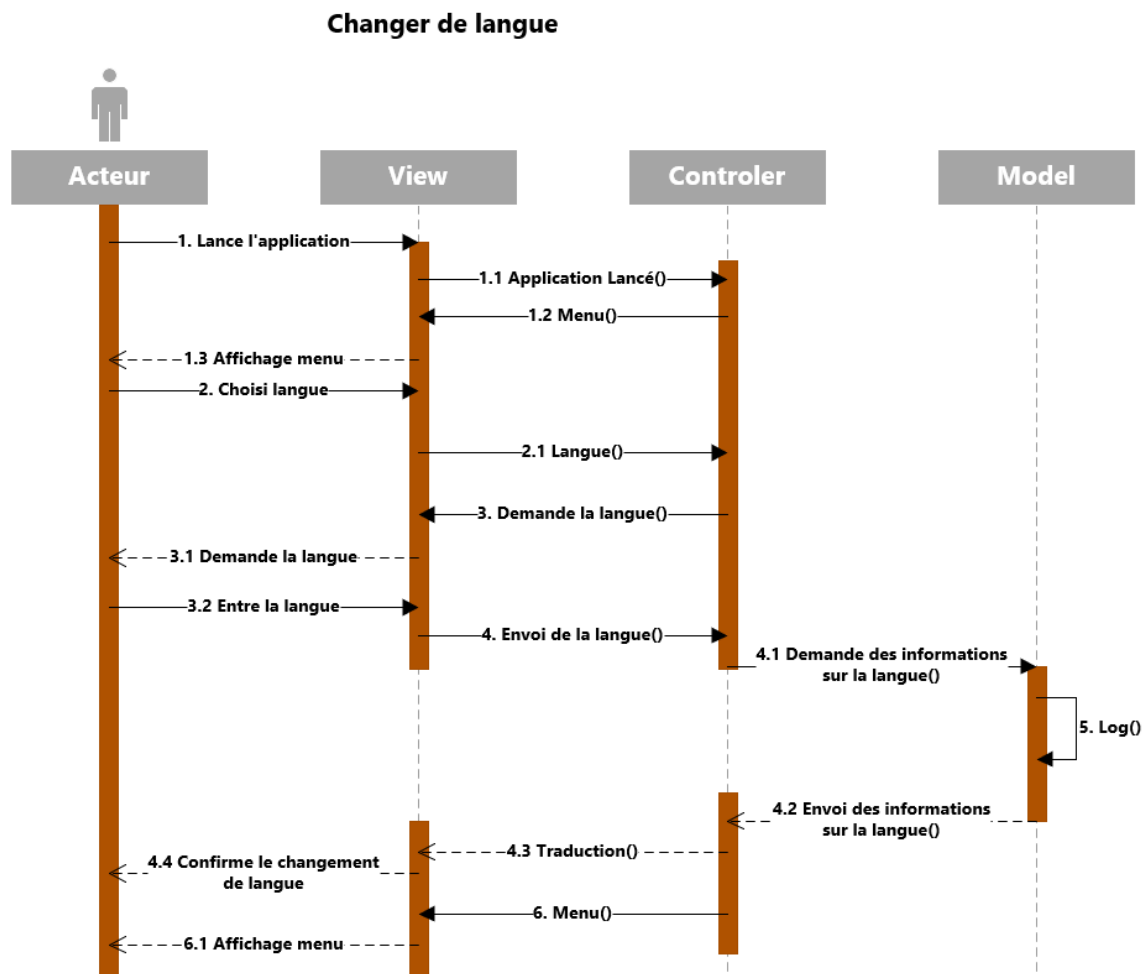 Changer de langue
Acteur
View
Controler
Model
1. Lance l'application
1.1 Application Lancé()
1.2 Menu()
1.3 Affichage menu
2. Choisi langue
2.1 Langue()
3. Demande la langue()
3.1 Demande la langue
3.2 Entre la langue
4. Envoi de la langue()
4.1 Demande des informations
sur la langue()
5. Log()
4.2 Envoi des informations
sur la langue()
4.3 Traduction()
4.4 Confirme le changement
de langue
6. Menu()
6.1 Affichage menu